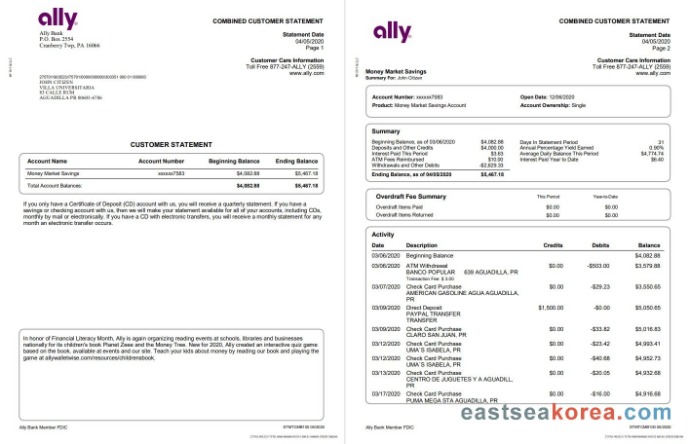 ally
Ally Bank
P.O. Box 2554
Cranberry Twp, PA 16066
COMBINED CUSTOMER STATEMENT
Statement Date
04/05/2020
Page 1
Customer Care Information
Toll Free 877-247-ALLY (2559)
www.ally.com
JOHN CITIZEN
VILLA UNIVERSITARIA
AGUADILLA PR
CUSTOMER STATEMENT
Account Name Account Number Beginning Balance Ending Balance
Money Market Savings xxxxxx7583 $4,082.88 $5,467.18
Total Account Balances: $4,082.88 $5,467.18
If you only have a Certificate of Deposit (CD) account with us, you will receive a quarterly statement. If you have a
savings or checking account with us, then we will make your statement available for all of your accounts, including CDs,
monthly by mail or electronically. If you have a CD with electronic transfers, you will receive a monthly statement for any
month an electronic transfer occurs.
In honor of Financial Literacy Month, Ally is again organizing reading events at schools, libraries and businesses
nationally for its children's book Planet Zeee and the Money Tree. New for 2020, Ally created an interactive quiz game
based on the book, available at events and our site. Teach your kids about money by reading our book and playing the
game at allywalletwise.com/resources/childrensbook.
Ally Bank Member FDIC
ally
COMBINED CUSTOMER STATEMENT
Statement Date
04/05/2020
Page 2
Customer Care Information
Toll Free 877-247-ALLY (2559)
www.ally.com
Money Market Savings
Summary For: John Citizen
Account Number: xxxxxx7583 Open Date: 12/06/2020
Product: Money Market Savings Account Account Ownership: Single
Summary
Beginning Balance, as of 03/06/2020 $4,082.88 Days in Statement Period 31
Deposits and Other Credits $4,000.00 Annual Percentage Yield Earned 0.90%
Interest Paid This Period $3.63 Average Daily Balance This Period $4,774.74
ATM Fees Reimbursed $10.00 Interest Paid Year to Date $6.40
Withdrawals and Other Debits -$2,629.33
Ending Balance, as of 04/05/2020 $5,467.18
Overdraft Fee Summary This Period Year-to-Date
Overdraft Items Paid $0.00 $0.00
Overdraft Items Returned $0.00 $0.00
Activity
Date Description Credits Debits Balance
03/06/2020 Beginning Balance $4,082.88
03/06/2020 ATM Withdrawal $0.00 -$503.00 $3,579.88
BANCO POPULAR 639 AGUADILLA, PR
Transaction Fee $ 3.00
03/07/2020 Check Card Purchase $0.00 -$29.23 $3,550.65
AMERICAN GASOLINE AGUA AGUADILLA,
PR
03/09/2020 Direct Deposit $1,500.00 -$0.00 $5,050.65
PAYPAL TRANSFER
TRANSFER
03/09/2020 Check Card Purchase $0.00 -$33.82 $5,016.83
CLARO SAN JUAN, PR
03/12/2020 Check Card Purchase $0.00 -$23.42 $4,993.41
UMA`S ISABELA, PR
03/12/2020 Check Card Purchase $0.00 -$40.68 $4,952.73
UMA`S ISABELA, PR
03/13/2020 Check Card Purchase $0.00 -$20.05 $4,932.68
CENTRO DE JUGUETES Y A AGUADILL,
PR
03/17/2020 Check Card Purchase $0.00 -$16.00 $4,916.68
PUMA MEGA STA AGUADILLA, PR
eastseakorea.com
Ally Bank Member FDIC